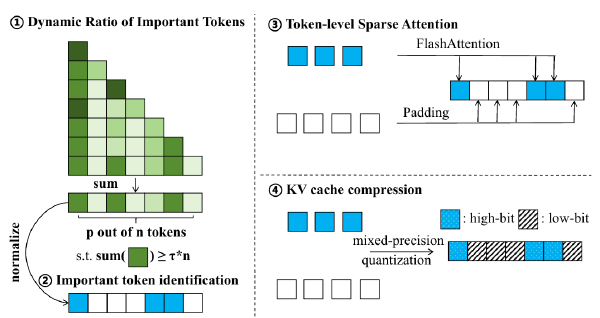 ① Dynamic Ratio of Important Tokens
sum
p out of n tokens
s.t. sum( ) ≥ τ*n
normalize
② Important token identification
③ Token-level Sparse Attention
FlashAttention
Padding
④ KV cache compression
: high-bit : low-bit
mixed-precision
quantization